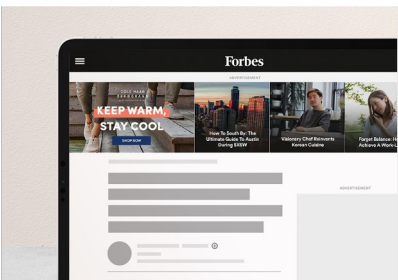 Forbes
ADVERTISEMENT
COLE HAAN
ZERØGRAND
KEEP WARM,
STAY COOL
SHOP NOW
How To South By: The
Ultimate Guide To Austin
During SXSW
Visionary Chef Reinvents
Korean Cuisine
Forget Balance: H
Achieve A Work-L
ADVERTISEMENT